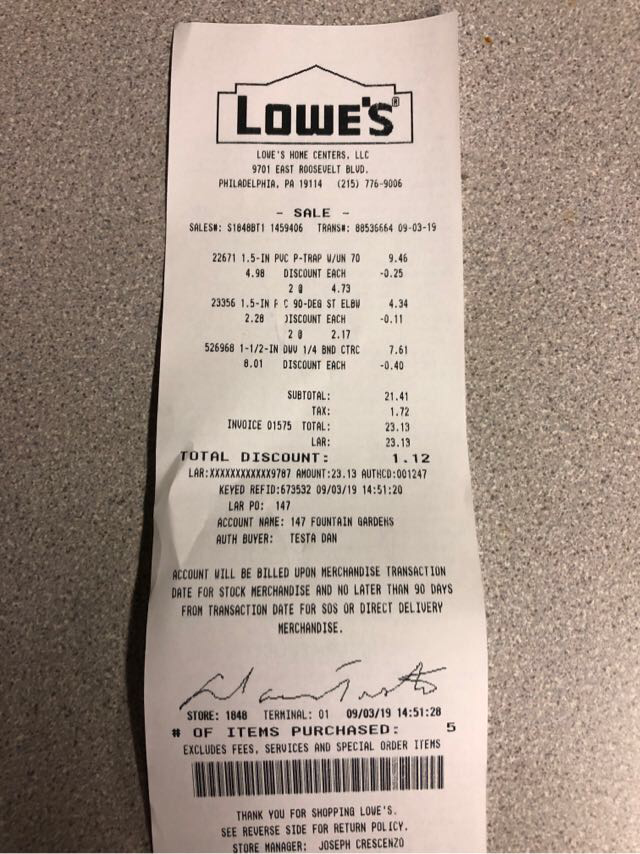 LOWE'S®
LOWE'S HOME CENTERS, LLC
9701 EAST ROOSEVELT BLVD.
PHILADELPHIA, PA 19114 (215) 776-9006
- SALE -
SALES#: S1848BT1 1459406 TRANS#: 88536664 09-03-19
22671 1.5-IN PVC P-TRAP W/UN 70 9.46
4.98 DISCOUNT EACH -0.25
2 @ 4.73
23356 1.5-IN P C 90-DEG ST ELBW 4.34
2.28 DISCOUNT EACH -0.11
2 @ 2.17
526968 1-1/2-IN DWV 1/4 BND CTRC 7.61
8.01 DISCOUNT EACH -0.40
SUBTOTAL: 21.41
TAX: 1.72
INVOICE 01575 TOTAL: 23.13
LAR: 23.13
TOTAL DISCOUNT: 1.12
LAR:XXXXXXXXXXXX9787 AMOUNT:23.13 AUTHCD:001247
KEYED REFID:673532 09/03/19 14:51:20
LAR PO: 147
ACCOUNT NAME: 147 FOUNTAIN GARDENS
AUTH BUYER: TESTA DAN
ACCOUNT WILL BE BILLED UPON MERCHANDISE TRANSACTION
DATE FOR STOCK MERCHANDISE AND NO LATER THAN 90 DAYS
FROM TRANSACTION DATE FOR SOS OR DIRECT DELIVERY
MERCHANDISE.
STORE: 1848 TERMINAL: 01 09/03/19 14:51:28
# OF ITEMS PURCHASED: 5
EXCLUDES FEES, SERVICES AND SPECIAL ORDER ITEMS
THANK YOU FOR SHOPPING LOWE'S.
SEE REVERSE SIDE FOR RETURN POLICY.
STORE MANAGER: JOSEPH CRESCENZO